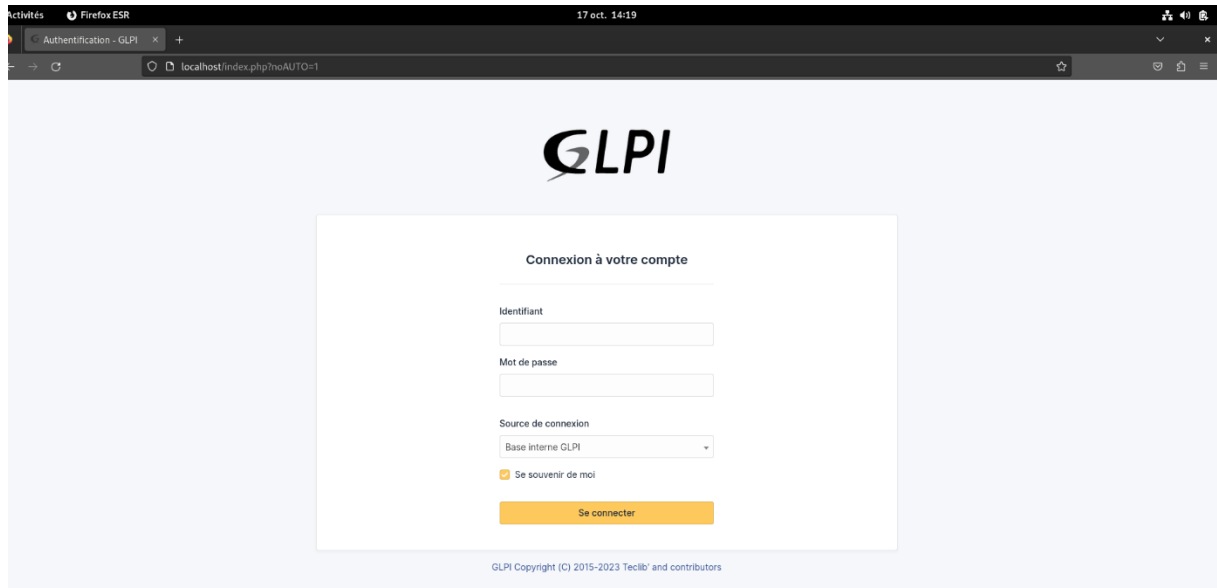 Activités Firefox ESR 17 oct. 14:19
Authentification - GLPI × +
localhost/index.php?noAUTO=1
GLPI
Connexion à votre compte
Identifiant
Mot de passe
Source de connexion
Base interne GLPI
Se souvenir de moi
Se connecter
GLPI Copyright (C) 2015-2023 Teclib' and contributors